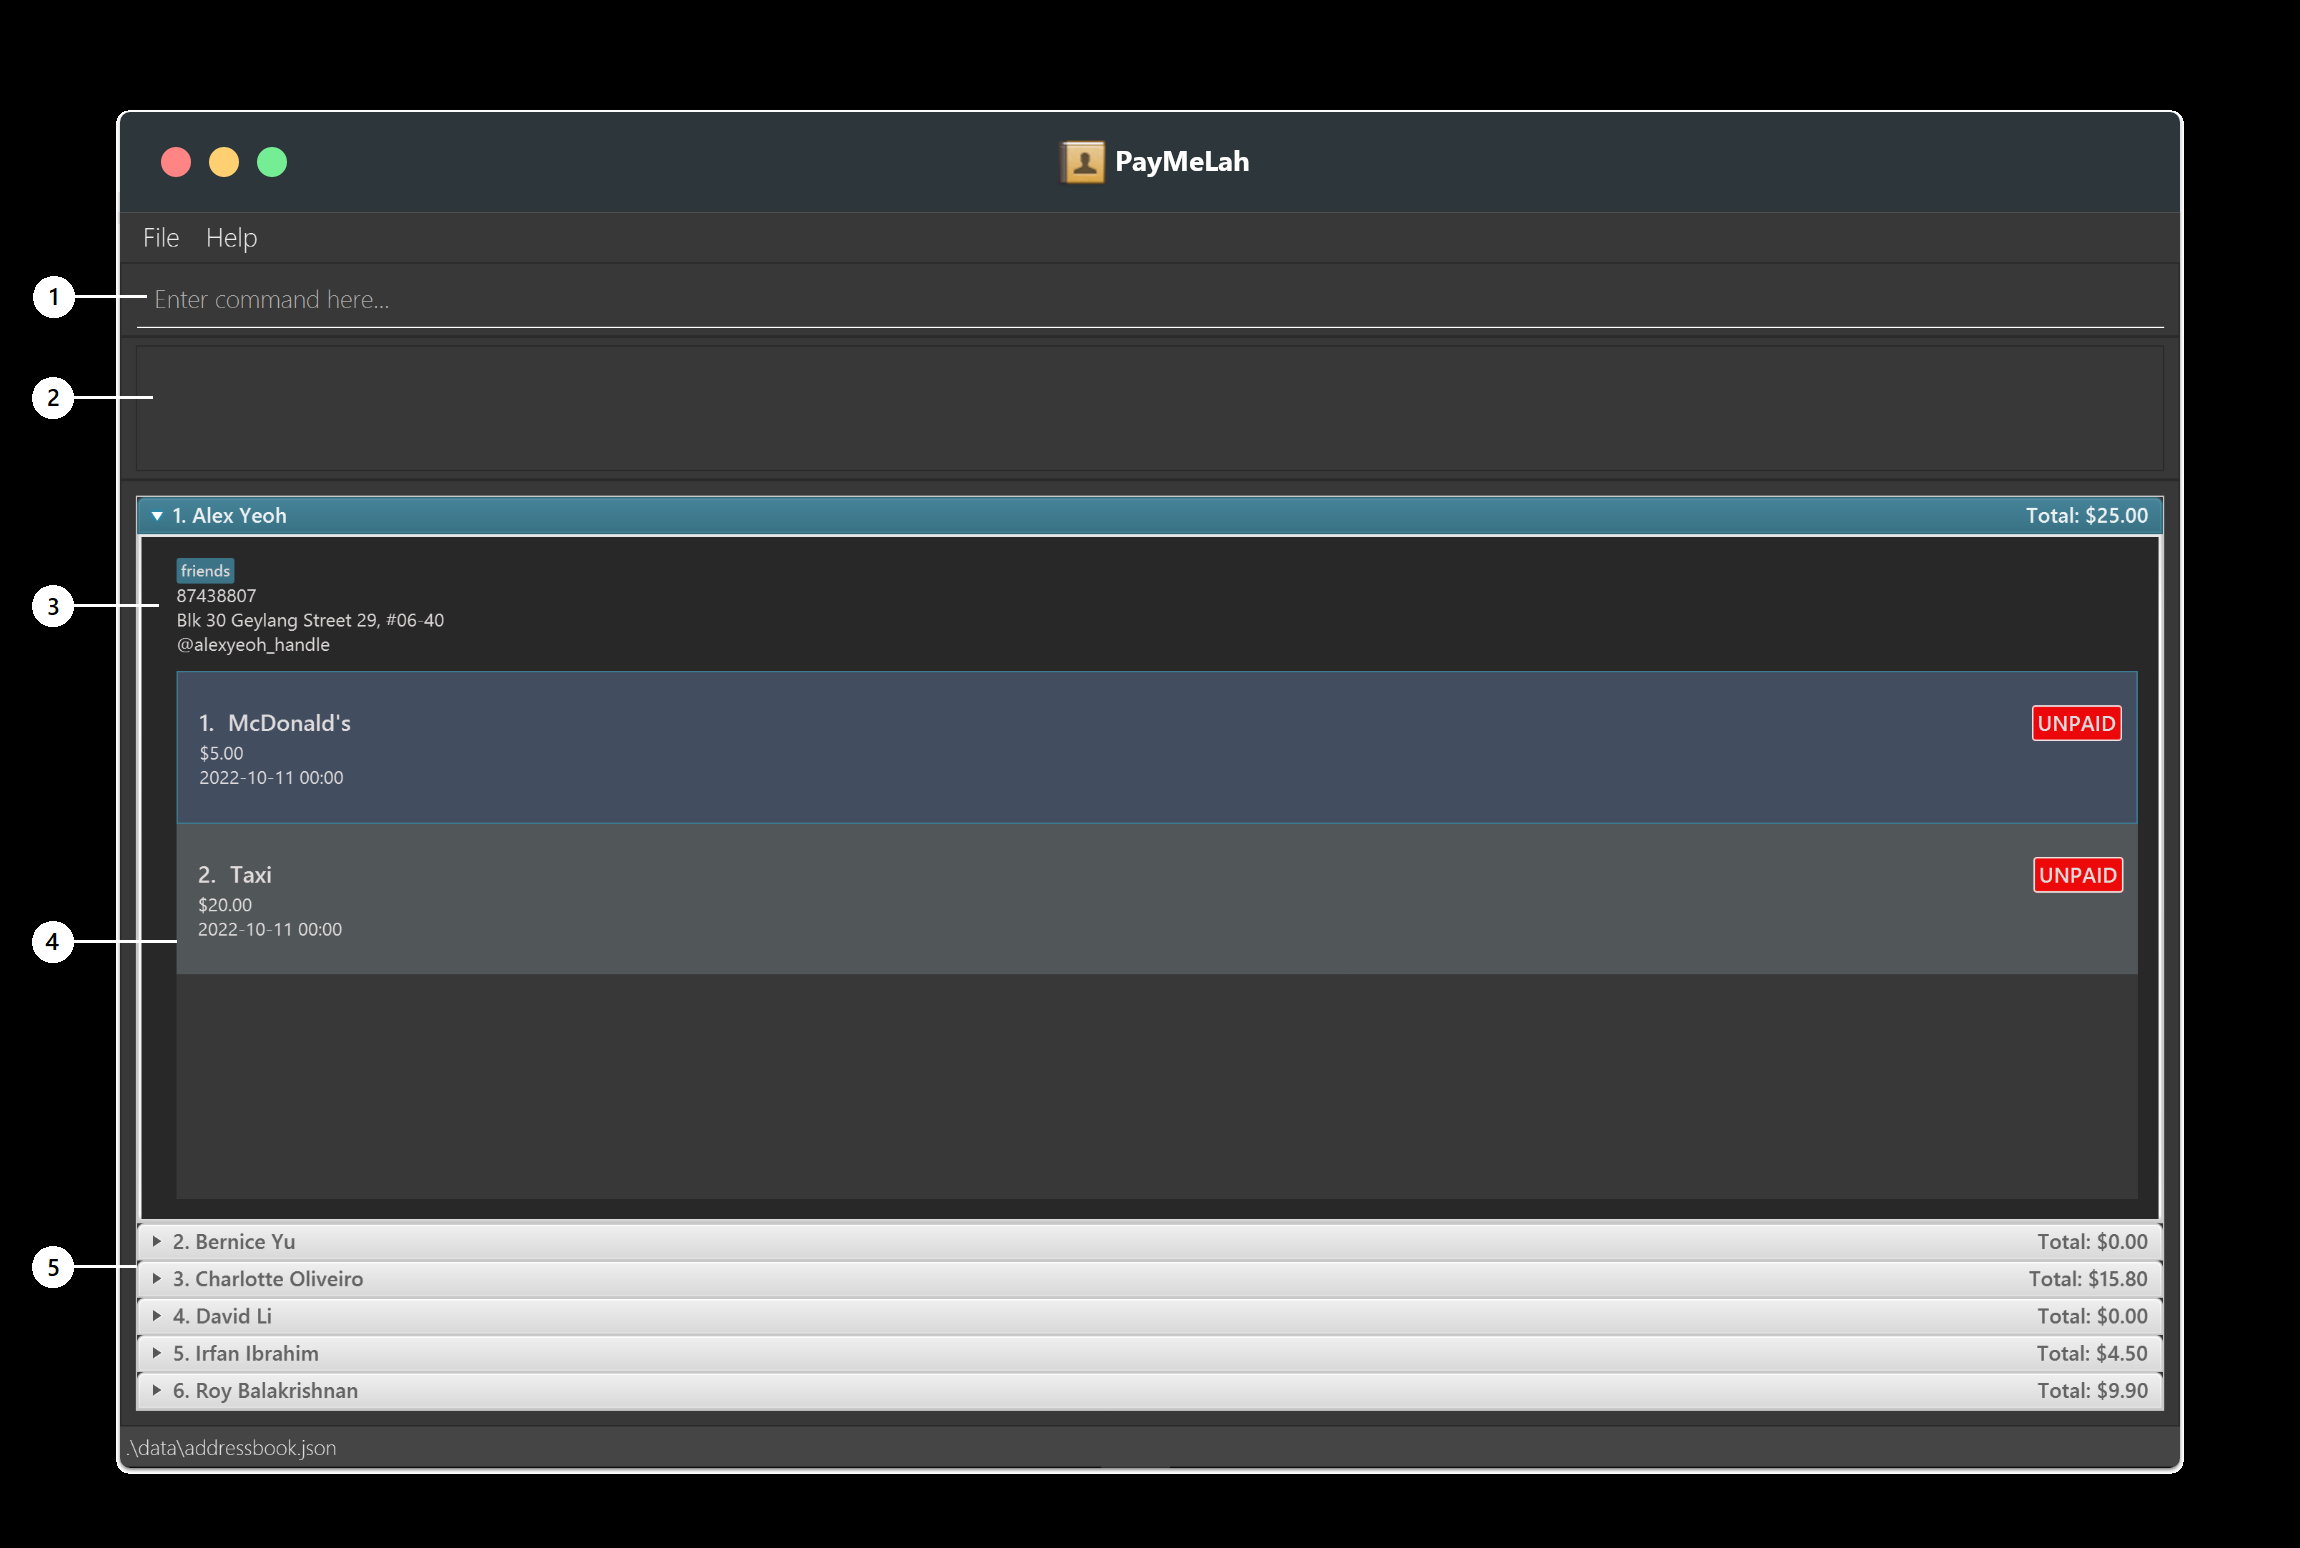 PayMeLah
File Help
1 Enter command here...
2
1. Alex Yeoh Total: $25.00
friends
3 87438807
Blk 30 Geylang Street 29, #06-40
@alexyeoh_handle
1. McDonald's UNPAID
$5.00
2022-10-11 00:00
2. Taxi UNPAID
$20.00
2022-10-11 00:00
4
2. Bernice Yu Total: $0.00
5
3. Charlotte Oliveiro Total: $15.80
4. David Li Total: $0.00
5. Irfan Ibrahim Total: $4.50
6. Roy Balakrishnan Total: $9.90
.\data\addressbook.json